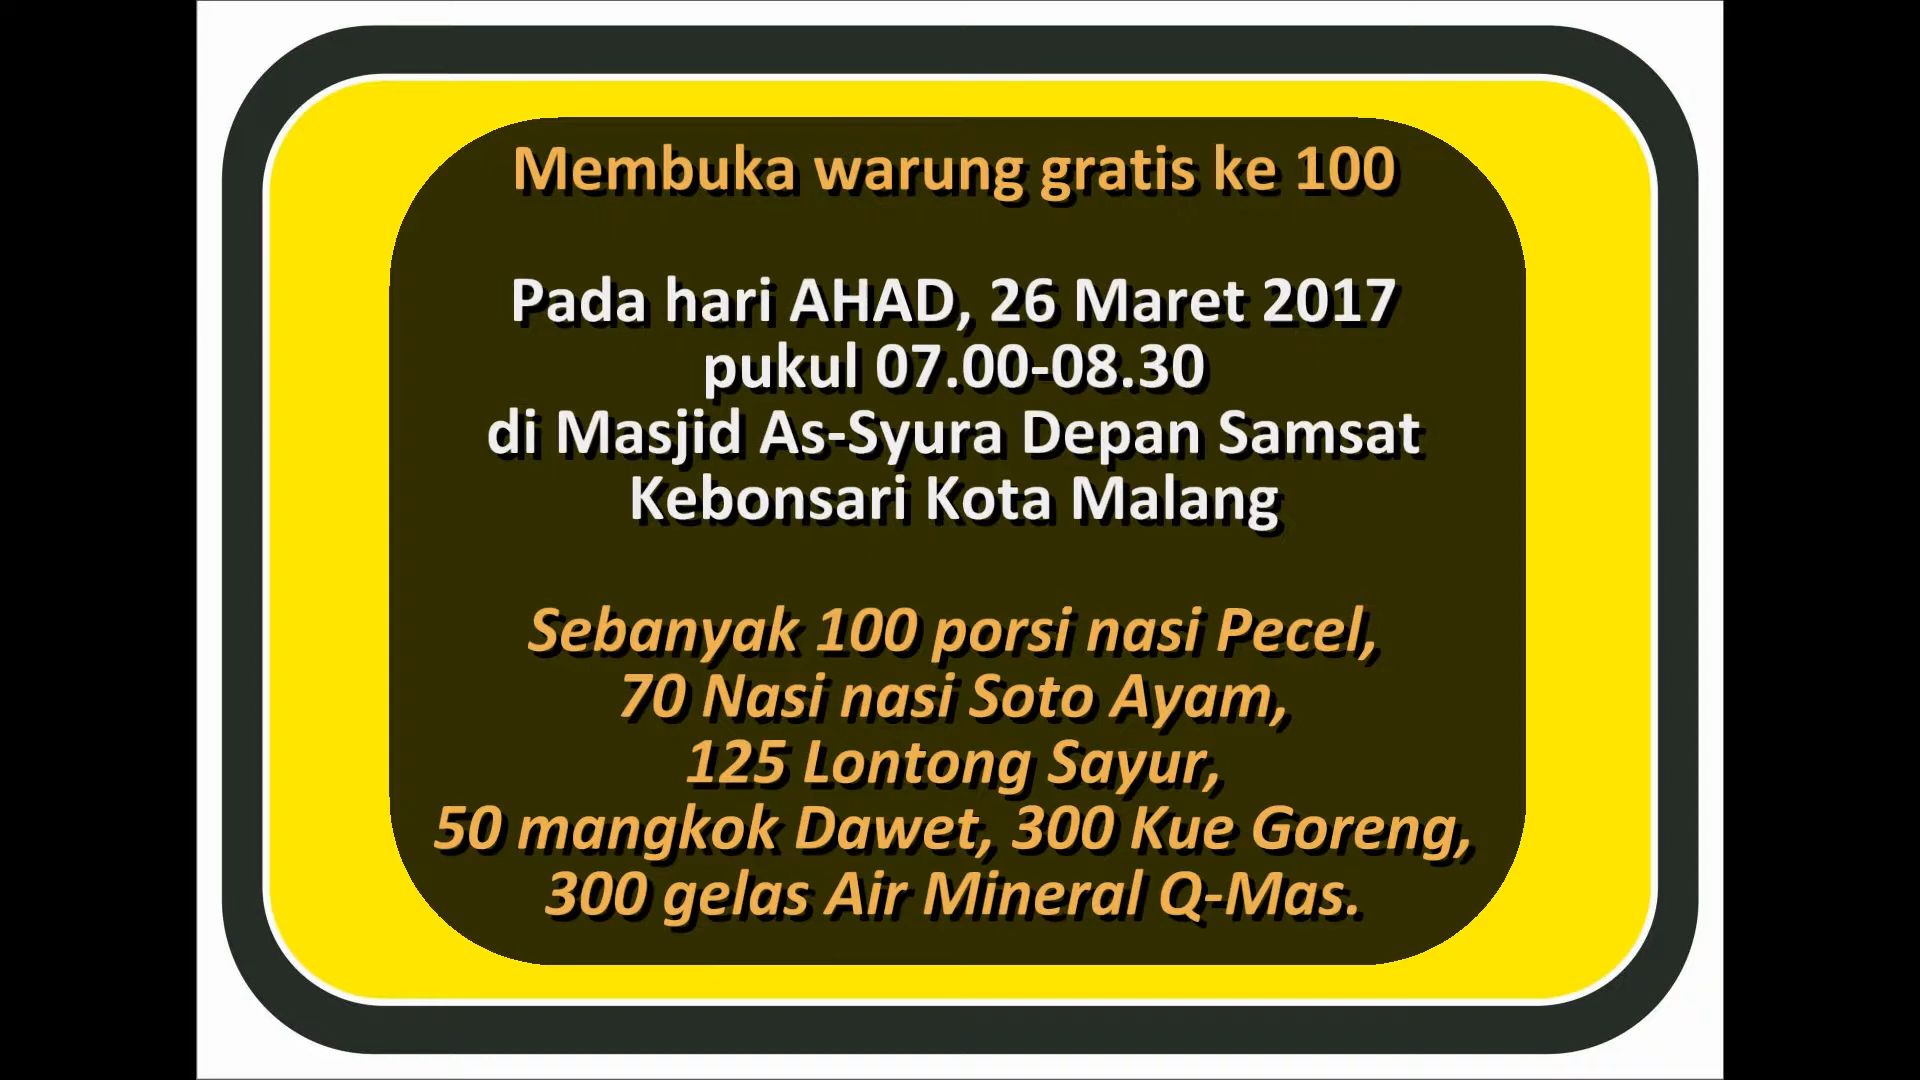 Membuka warung gratis ke 100
Pada hari AHAD, 26 Maret 2017
pukul 07.00-08.30
di Masjid As-Syura Depan Samsat
Kebonsari Kota Malang
Sebanyak 100 porsi nasi Pecel,
70 Nasi nasi Soto Ayam,
125 Lontong Sayur,
50 mangkok Dawet, 300 Kue Goreng,
300 gelas Air Mineral Q-Mas.